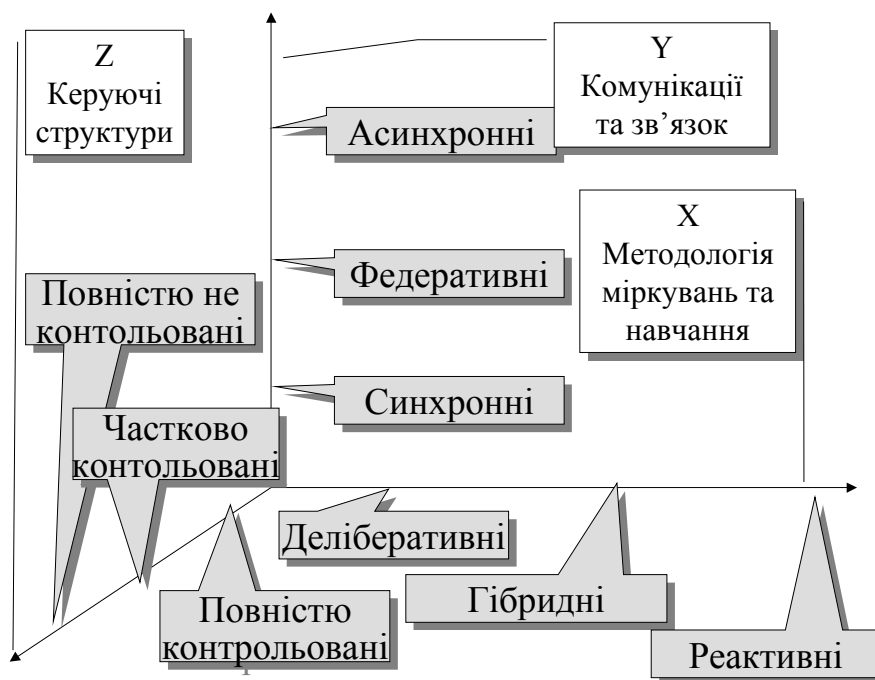 Z
Керуючі
структури
Y
Комунікації
та зв’язок
Асинхронні
X
Методологія
міркувань та
навчання
Федеративні
Повністю не
контольовані
Синхронні
Частково
контольовані
Деліберативні
Гібридні
Повністю
контрольовані
Реактивні